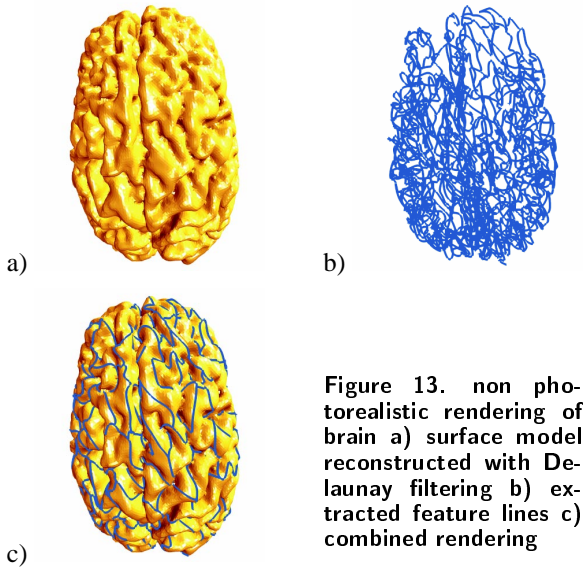 a)
b)
c)
Figure 13. non pho-
torealistic rendering of
brain a) surface model
reconstructed with De-
launay filtering b) ex-
tracted feature lines c)
combined rendering